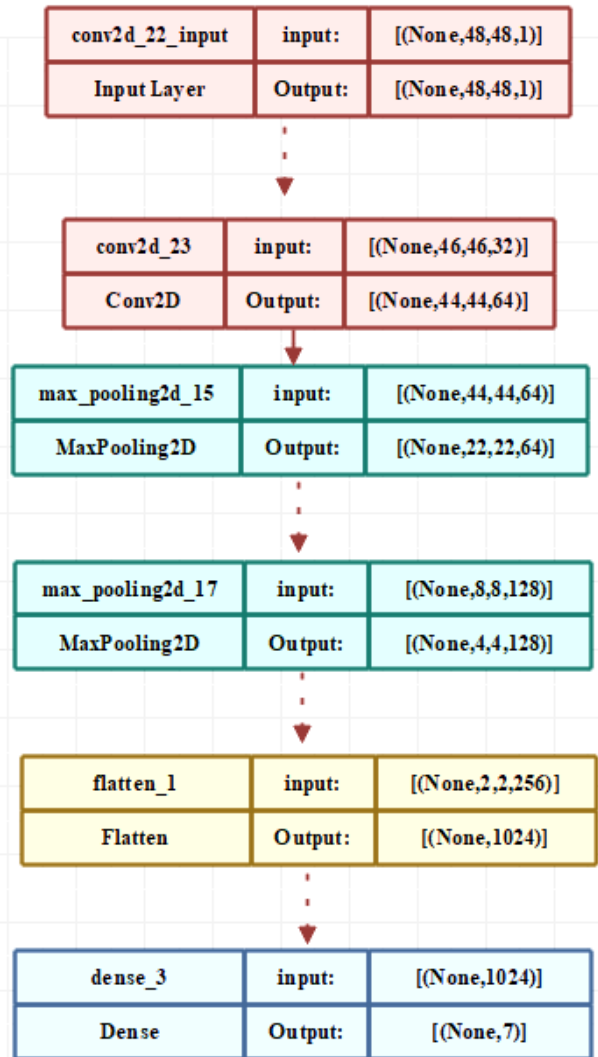 conv2d_22_input input: [(None,48,48,1)]
Input Layer Output: [(None,48,48,1)]
conv2d_23 input: [(None,46,46,32)]
Conv2D Output: [(None,44,44,64)]
max_pooling2d_15 input: [(None,44,44,64)]
MaxPooling2D Output: [(None,22,22,64)]
max_pooling2d_17 input: [(None,8,8,128)]
MaxPooling2D Output: [(None,4,4,128)]
flatten_1 input: [(None,2,2,256)]
Flatten Output: [(None,1024)]
dense_3 input: [(None,1024)]
Dense Output: [(None,7)]